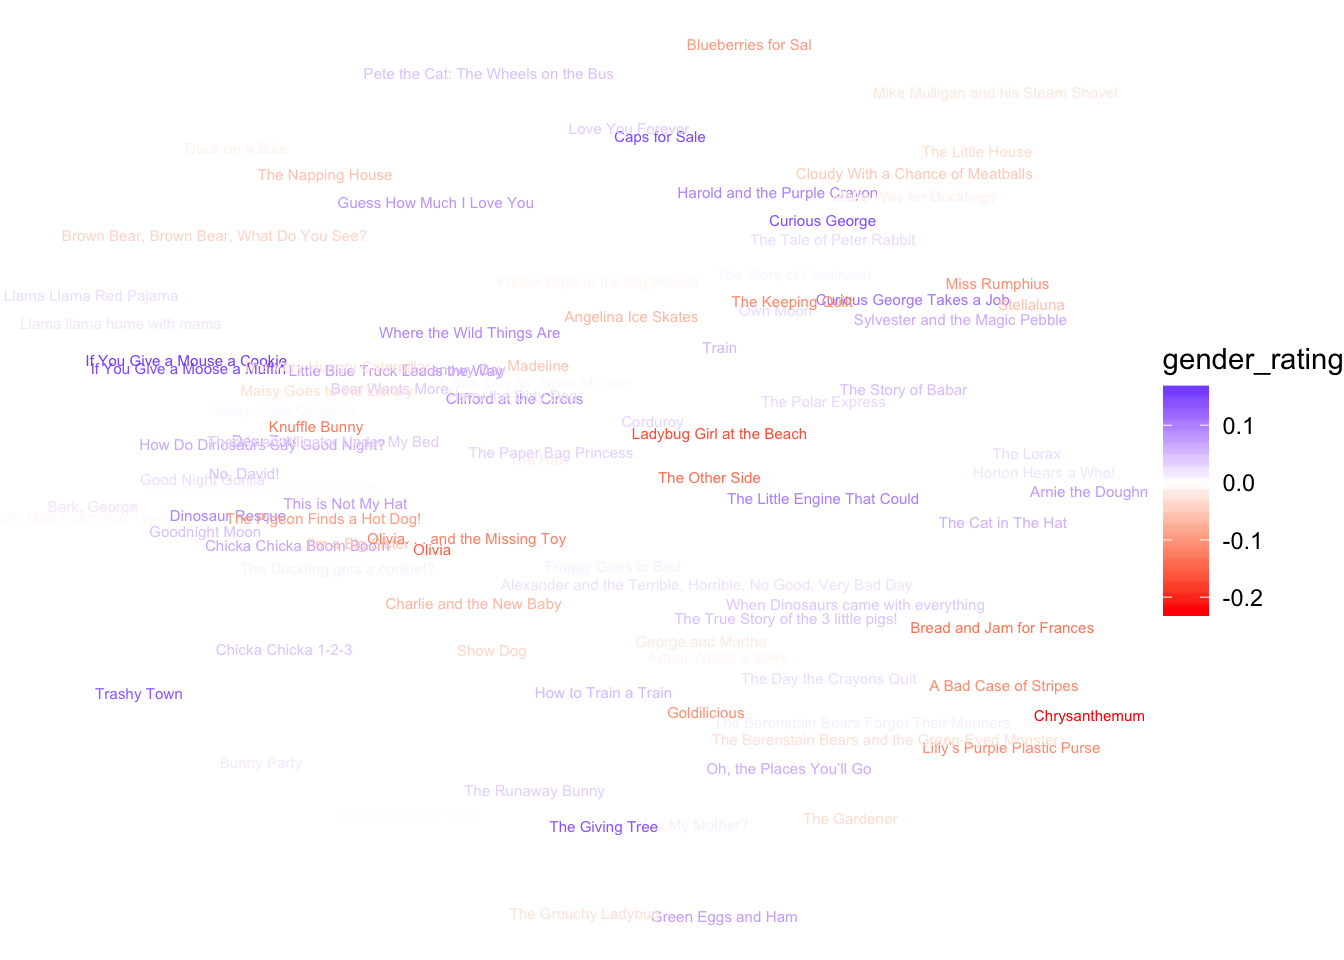 Blueberries for Sal
Pete the Cat: The Wheels on the Bus
Mike Mulligan and his Steam Shovel
Love You Forever
Caps for Sale
Duck on a Bike
The Little House
The Napping House
Cloudy With a Chance of Meatballs
Harold and the Purple Crayon
Way for Ducklings
Guess How Much I Love You
Curious George
Brown Bear, Brown Bear, What Do You See?
The Tale of Peter Rabbit
The Story of Ferdinand
Winter Days in the Big Woods
Miss Rumphius
Llama Llama Red Pajama
The Keeping Quilt
Curious George Takes a Job
Stellaluna
Own Moon
Angelina Ice Skates
Sylvester and the Magic Pebble
Llama llama home with mama
Where the Wild Things Are
Train
If You Give a Mouse a Cookie
If You Give a Moose a Muffin
Hungry Caterpillar
Little Blue Truck Leads the Way
Madeline
for Amos McGee
Maisy Goes to the Library
Bear Wants More
The Story of Babar
Clifford at the Circus
The Polar Express
Maisy Goes Camping
Corduroy
Knuffle Bunny
Ladybug Girl at the Beach
How Do Dinosaurs Say Good Night?
Alligator Under My Bed
The Paper Bag Princess
The Hat
The Lorax
No, David!
Horton Hears a Who!
Good Night Gorilla
The Other Side
Arnie the Doughn
The Little Engine That Could
This is Not My Hat
Bark, George
Dinosaur Rescue
The Pigeon Finds a Hot Dog!
The Cat in The Hat
Goodnight Moon
Olivia. . . and the Missing Toy
Chicka Chicka Boom Boom
I'm a Big Sister
Olivia
The Duckling gets a cookie!?
Froggy Goes to Bed
Alexander and the Terrible, Horrible, No Good, Very Bad Day
Charlie and the New Baby
When Dinosaurs came with everything
The True Story of the 3 little pigs!
Bread and Jam for Frances
George and Martha
Chicka Chicka 1-2-3
Show Dog
Arthur Writes a Story
The Day the Crayons Quit
A Bad Case of Stripes
Trashy Town
How to Train a Train
Goldilicious
Chrysanthemum
The Berenstain Bears Forget Their Manners
The Berenstain Bears and the Green-Eyed Monster
Lilly's Purple Plastic Purse
Bunny Party
Oh, the Places You'll Go
The Runaway Bunny
The Giving Tree
My Mother?
The Gardener
The Grouchy Ladybug
Green Eggs and Ham
gender_rating
0.1
0.0
-0.1
-0.2